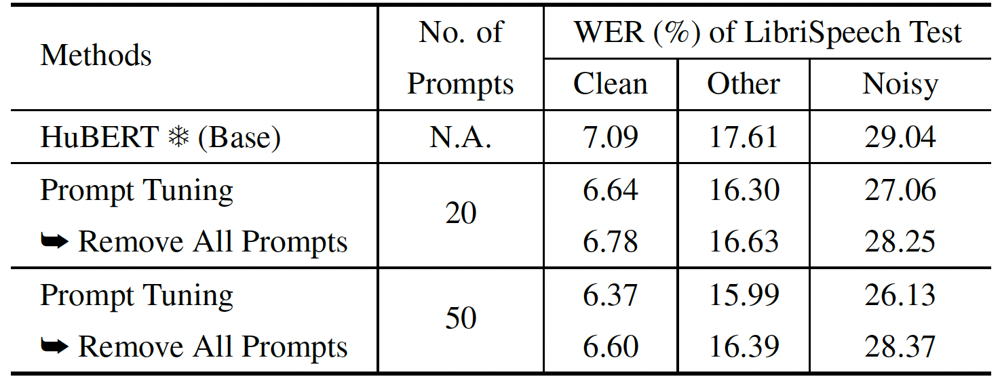 Methods No. of Prompts WER (%) of LibriSpeech Test
Clean Other Noisy
HuBERT ❄ (Base) N.A. 7.09 17.61 29.04
Prompt Tuning 20 6.64 16.30 27.06
➥ Remove All Prompts 6.78 16.63 28.25
Prompt Tuning 50 6.37 15.99 26.13
➥ Remove All Prompts 6.60 16.39 28.37